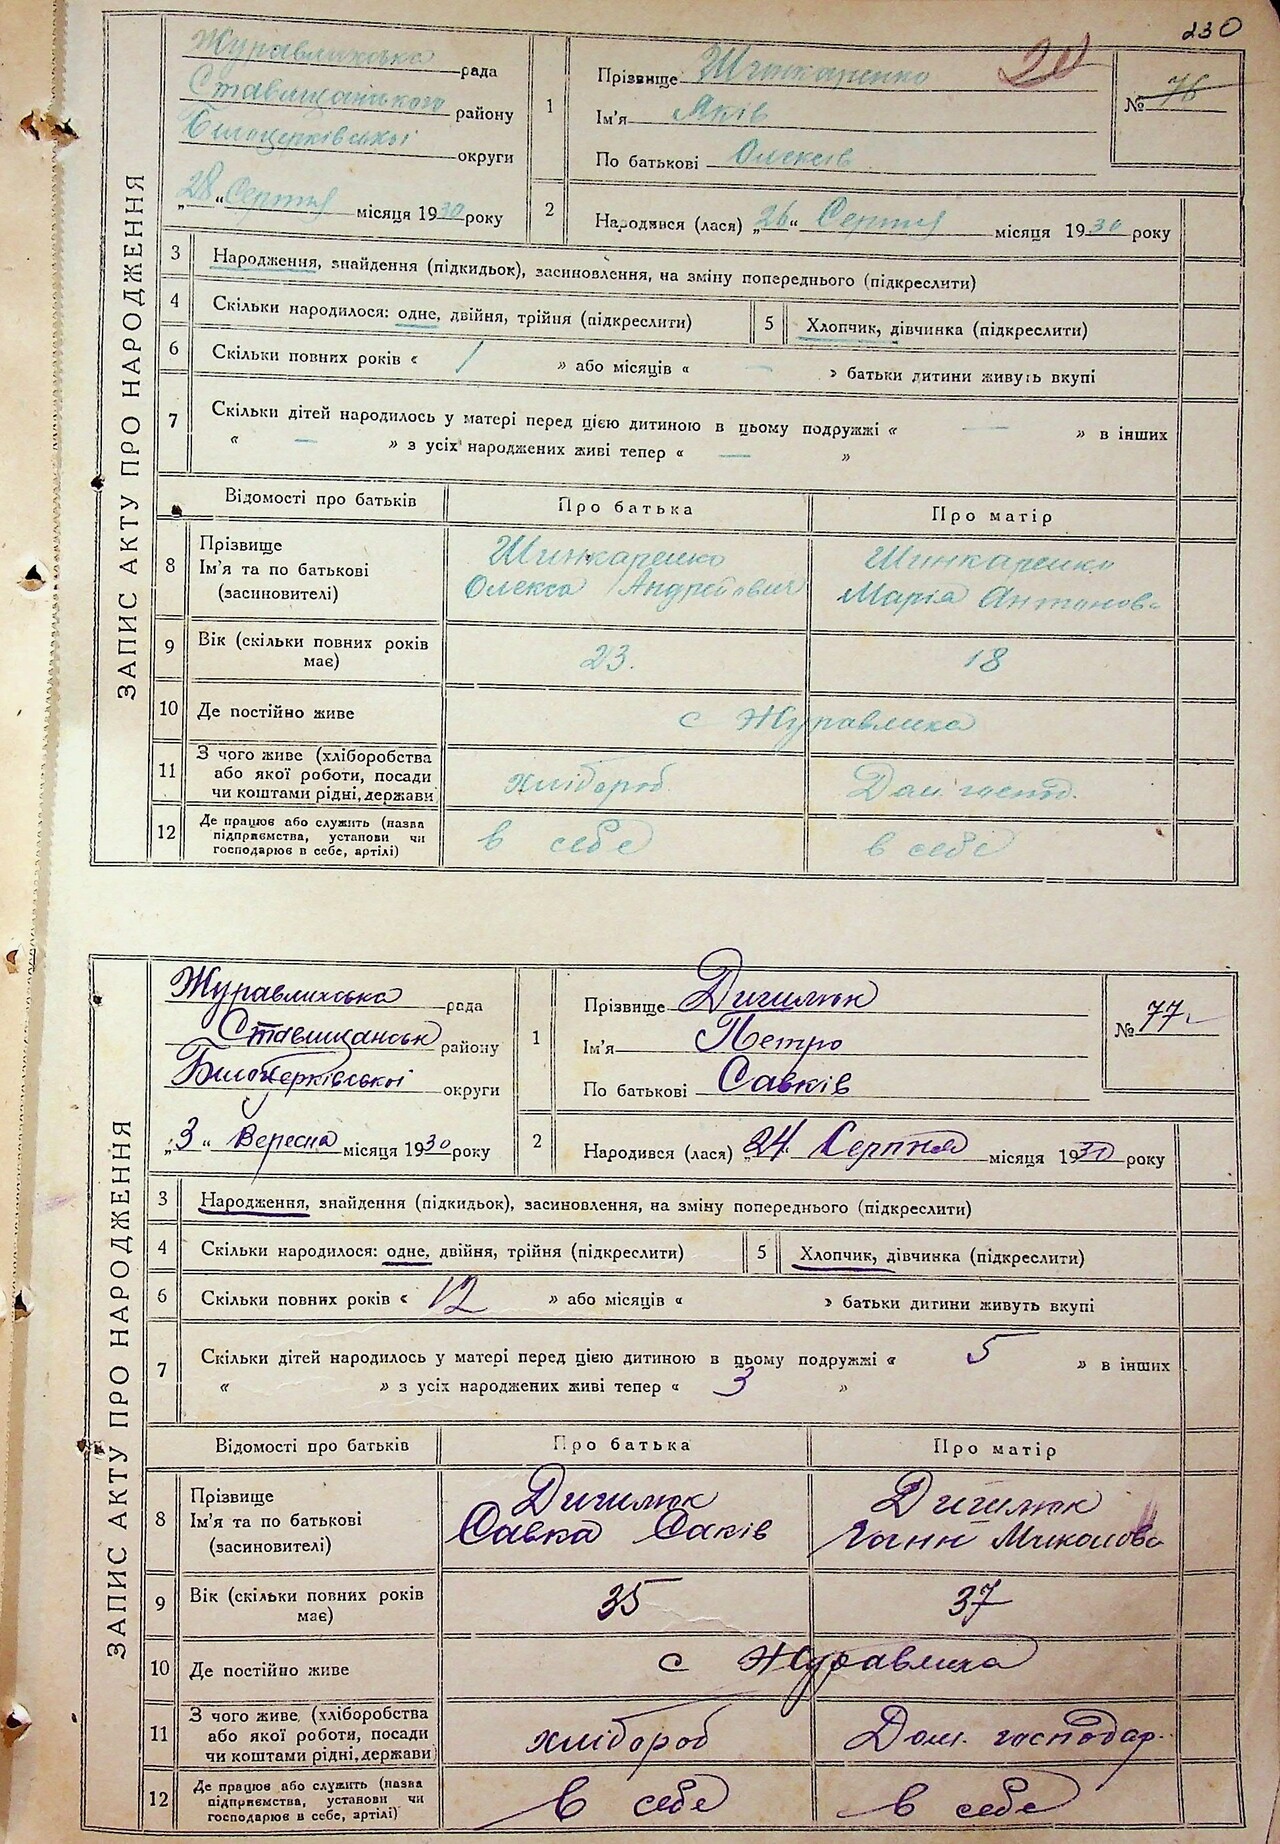 230
ЗАПИС АКТУ ПРО НАРОДЖЕННЯ
Журавлихська рада
Ставищанського району
Білоцерківської округи
„28“ Серпня місяця 1930 року
1
Прізвище Шинкаренко
Ім'я Яків
По батькові Олексів
20
№ 76
2
Народився (лася) „26“ Серпня місяця 1930 року
3 Народження, знайдення (підкидьок), засиновлення, на зміну попереднього (підкреслити)
4 Скільки народилося: одне, двійня, трійня (підкреслити) 5 Хлопчик, дівчинка (підкреслити)
6 Скільки повних років « 1 » або місяців « — » батьки дитини живуть вкупі
7 Скільки дітей народилось у матері перед цією дитиною в цьому подружжі « — » в інших
« — » з усіх народжених живі тепер « — »
Відомості про батьків Про батька Про матір
8 Прізвище Ім'я та по батькові (засиновителі)
Шинкаренко Шинкаренко
Олекса Андрейович Марія Антонов
9 Вік (скільки повних років має) 23. 18
10 Де постійно живе с Журавлиха
11 З чого живе (хліборобства або якої роботи, посади чи коштами рідні, держави)
хлібороб Дом. господ.
12 Де працює або служить (назва підприємства, установи чи господарює в себе, артілі)
в себе в себе
ЗАПИС АКТУ ПРО НАРОДЖЕННЯ
Журавлихська рада
Ставищанськ району
Білоцерківської округи
„3“ Вересня місяця 1930 року
1
Прізвище Дигилюк
Ім'я Петро
По батькові Савків
№ 77
2
Народився (лася) „24. Серпня місяця 1930 року
3 Народження, знайдення (підкидьок), засиновлення, на зміну попереднього (підкреслити)
4 Скільки народилося: одне, двійня, трійня (підкреслити) 5 Хлопчик, дівчинка (підкреслити)
6 Скільки повних років « 12 » або місяців « » батьки дитини живуть вкупі
7 Скільки дітей народилось у матері перед цією дитиною в цьому подружжі « 5 » в інших
« » з усіх народжених живі тепер « 3 »
Відомості про батьків Про батька Про матір
8 Прізвище Ім'я та по батькові (засиновителі)
Дигилюк Дигилюк
Савка Саків Ганн Миколов
9 Вік (скільки повних років має) 35 37
10 Де постійно живе с Журавлиха
11 З чого живе (хліборобства або якої роботи, посади чи коштами рідні, держави)
хлібороб Дом. господар.
12 Де працює або служить (назва підприємства, установи чи господарює в себе, артілі)
в себе в себе